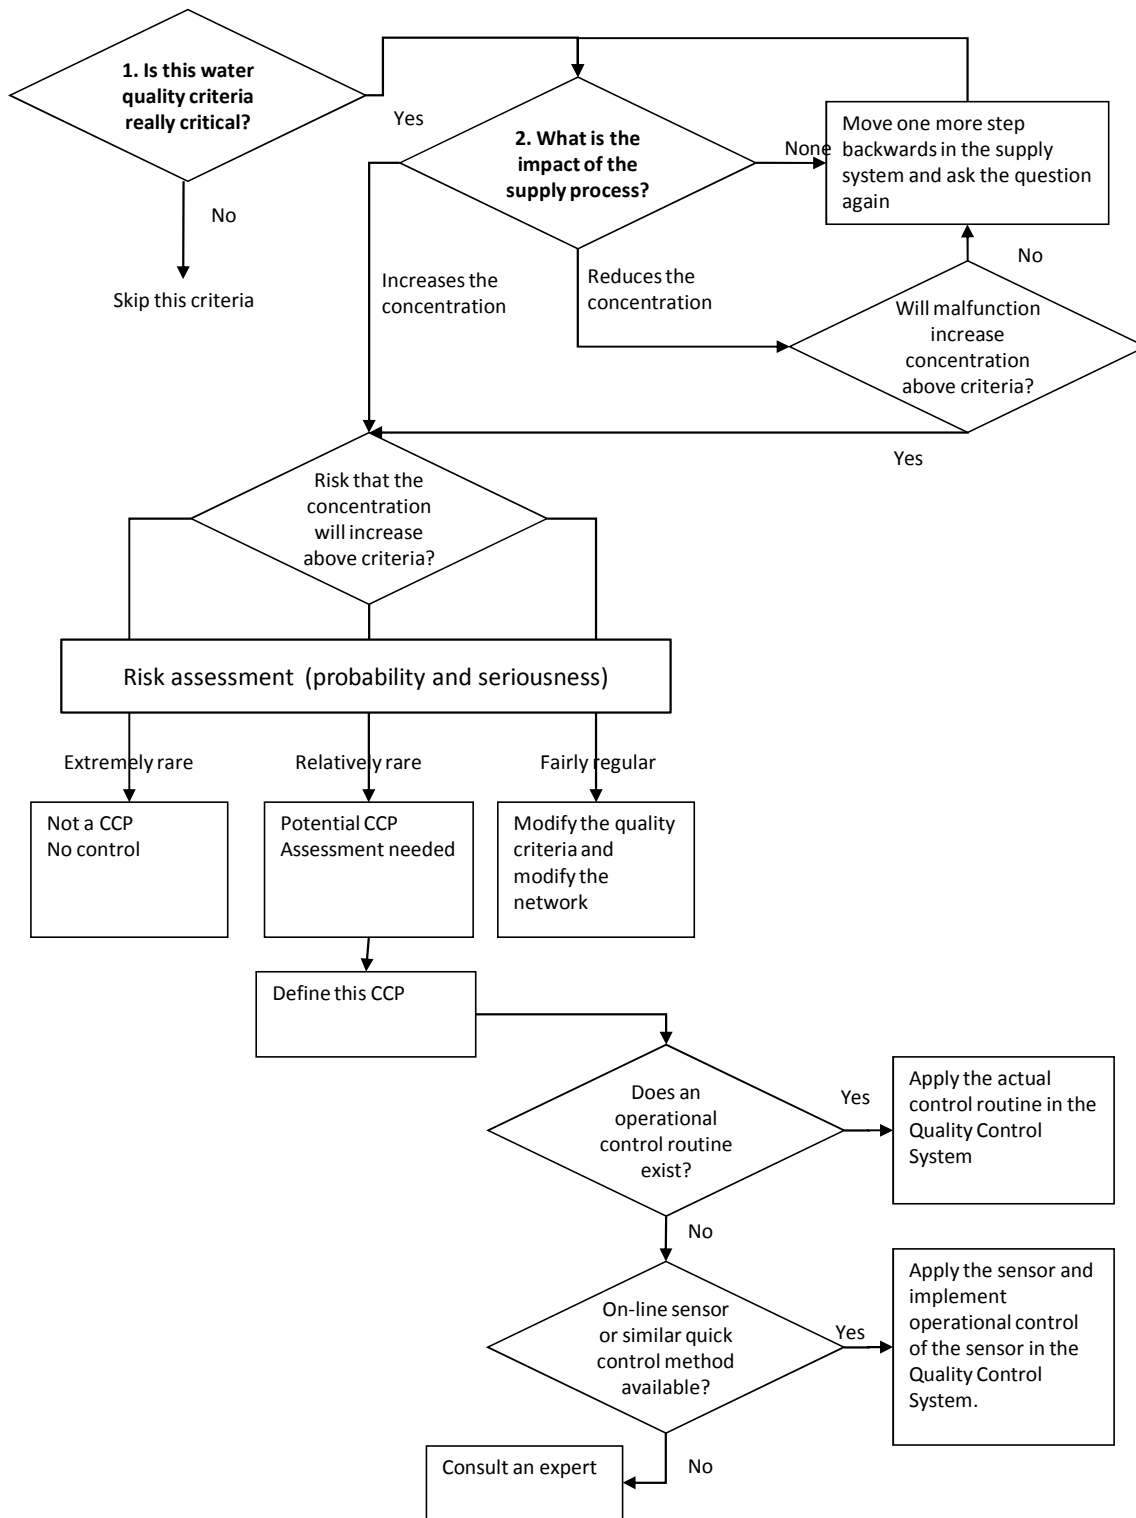 1. Is this water
quality criteria
really critical?
Yes
No
Skip this criteria
2. What is the
impact of the
supply process?
None
Move one more step
backwards in the supply
system and ask the question
again
Increases the
concentration
Reduces the
concentration
No
Will malfunction
increase
concentration
above criteria?
Yes
Risk that the
concentration
will increase
above criteria?
Risk assessment (probability and seriousness)
Extremely rare
Relatively rare
Fairly regular
Not a CCP
No control
Potential CCP
Assessment needed
Modify the quality
criteria and
modify the
network
Define this CCP
Does an
operational
control routine
exist?
Yes
Apply the actual
control routine in the
Quality Control
System
No
On-line sensor
or similar quick
control method
available?
Yes
Apply the sensor and
implement
operational control
of the sensor in the
Quality Control
System.
No
Consult an expert